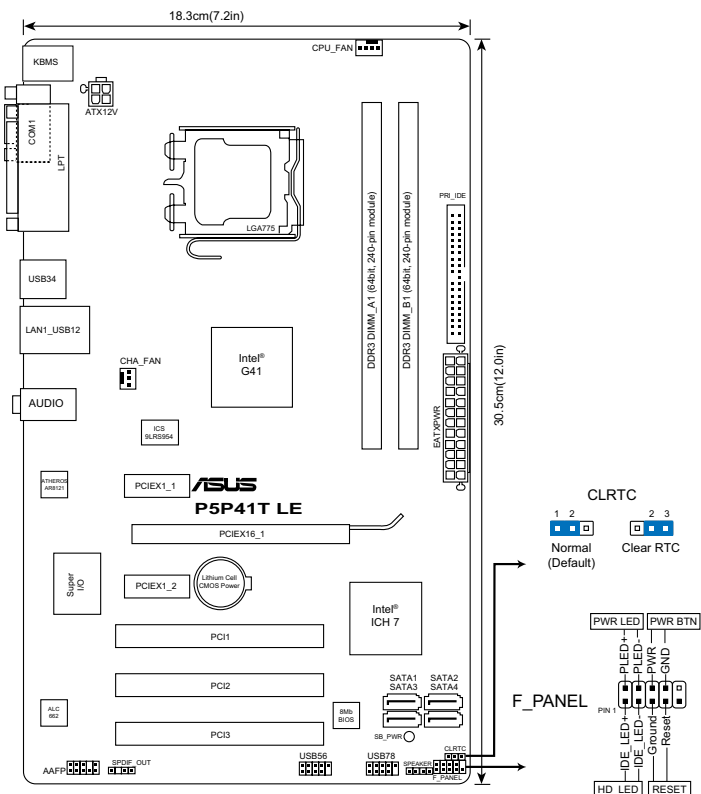 18.3cm(7.2in)
CPU_FAN
KBMS
ATX12V
COM1
LPT
LGA775
DDR3 DIMM_A1 (64bit, 240-pin module)
DDR3 DIMM_B1 (64bit, 240-pin module)
PRI_IDE
30.5cm(12.0in)
USB34
LAN1_USB12
CHA_FAN
Intel®
G41
EATXPWR
AUDIO
ICS
9LRS954
ATHEROS
AR8121
PCIEX1_1
ASUS
P5P41T LE
PCIEX16_1
Super
I/O
PCIEX1_2
Lithium Cell
CMOS Power
Intel®
ICH 7
PCI1
PCI2
PCI3
ALC
662
8Mb
BIOS
SATA1
SATA3
SATA2
SATA4
SB_PWR
CLRTC
AAFP
SPDIF_OUT
USB56
USB78
SPEAKER
F_PANEL
CLRTC
1 2
2 3
Normal
(Default)
Clear RTC
F_PANEL
PWR LED
PWR BTN
PLED+
PLED-
PWR
GND
PIN 1
IDE_LED+
IDE_LED-
Ground
Reset
HD_LED
RESET